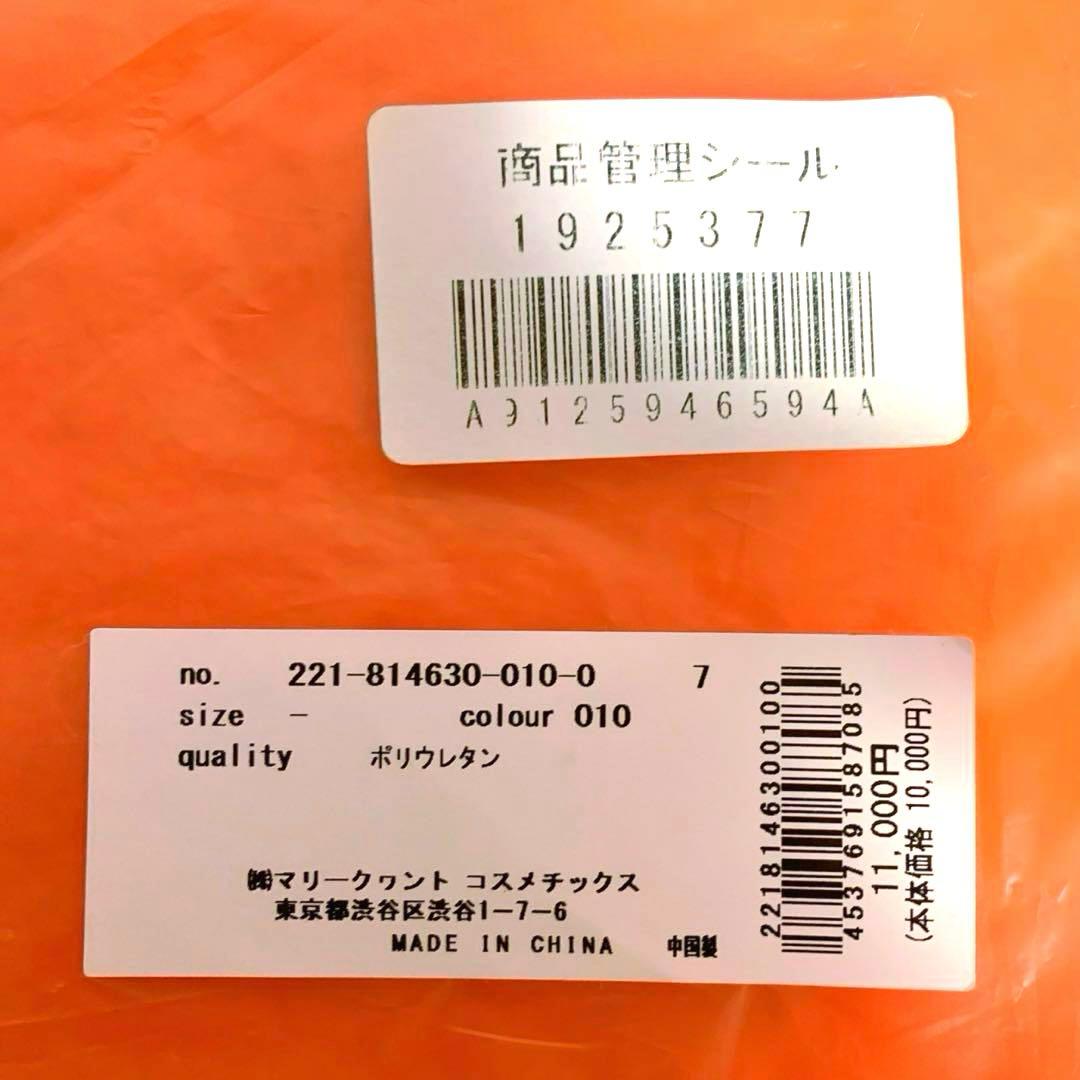 商品管理シール
1925377
A91259465 94A
no. 221-814630-010-0 7
size - colour 010
quality ポリウレタン
㈱マリークヮント コスメチックス
東京都渋谷区渋谷1-7-6
MADE IN CHINA 中国製
2218146300100
4537691587085
11,000円
(本体価格 10,000円)